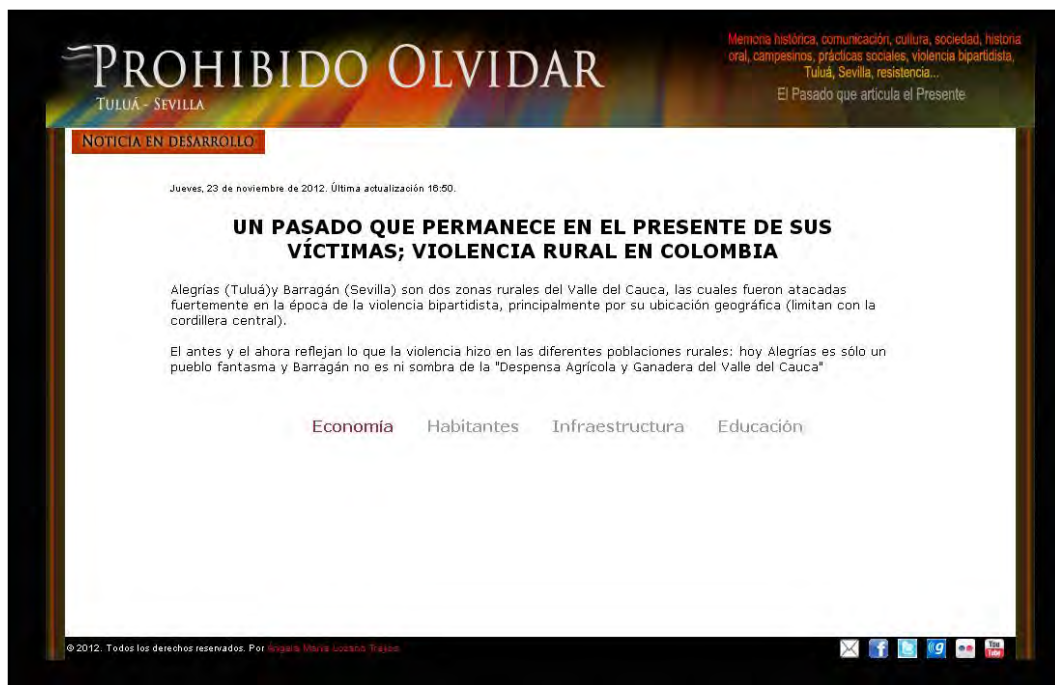 PROHIBIDO OLVIDAR
TULUÁ - SEVILLA
Memoria histórica, comunicación, cultura, sociedad, historia
oral, campesinos, prácticas sociales, violencia bipartidista,
Tuluá, Sevilla, resistencia...
El Pasado que articula el Presente
NOTICIA EN DESARROLLO
Jueves, 23 de noviembre de 2012. Última actualización 16:50.
UN PASADO QUE PERMANECE EN EL PRESENTE DE SUS
VÍCTIMAS; VIOLENCIA RURAL EN COLOMBIA
Alegrías (Tuluá)y Barragán (Sevilla) son dos zonas rurales del Valle del Cauca, las cuales fueron atacadas
fuertemente en la época de la violencia bipartidista, principalmente por su ubicación geográfica (limitan con la
cordillera central).
El antes y el ahora reflejan lo que la violencia hizo en las diferentes poblaciones rurales: hoy Alegrías es sólo un
pueblo fantasma y Barragán no es ni sombra de la "Despensa Agrícola y Ganadera del Valle del Cauca"
Economía Habitantes Infraestructura Educación
© 2012. Todos los derechos reservados. Por Angela María Lozano Trejos
You Tube